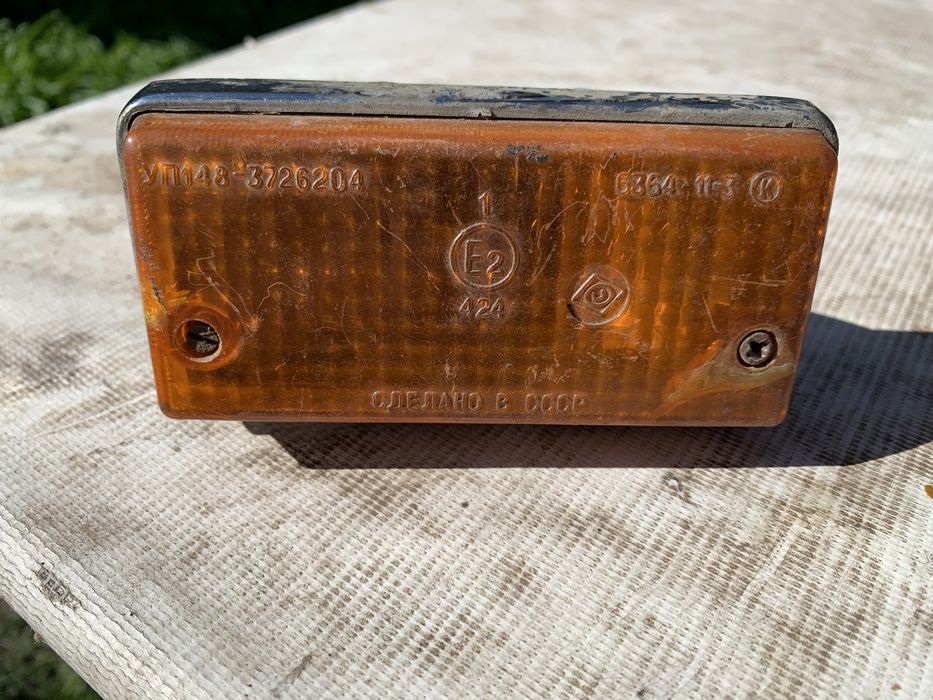 УП148-3726204
6364-11-3 К
1
E2
424
СДЕЛАНО В СССР